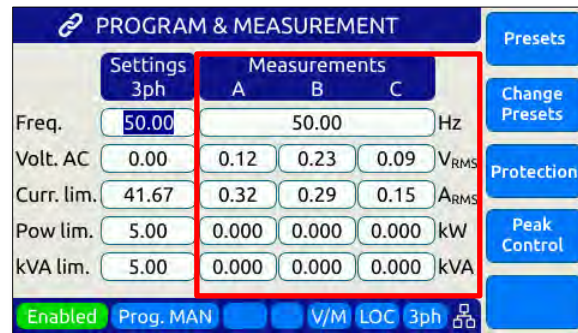 PROGRAM & MEASUREMENT
Settings Measurements
3ph A B C
Freq. 50.00 50.00 Hz
Volt. AC 0.00 0.12 0.23 0.09 VRMS
Curr. lim. 41.67 0.32 0.29 0.15 ARMS
Pow lim. 5.00 0.000 0.000 0.000 kW
kVA lim. 5.00 0.000 0.000 0.000 kVA
Enabled Prog. MAN V/M LOC 3ph
Presets
Change
Presets
Protection
Peak
Control